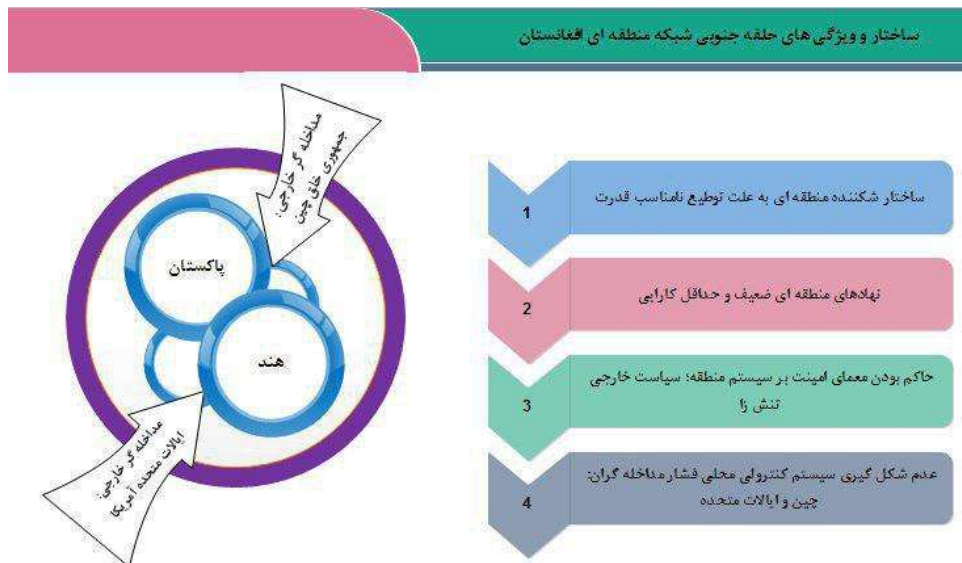 ساختار و ویژگی های حلقه جنوبی شبکه منطقه ای افغانستان
1
ساختار شکننده منطقه ای به علت توطیع نامناسب قدرت
2
نهادهای منطقه ای ضعیف و حداقل کارایی
3
حاکم بودن معمای امینت بر سیستم منطقه؛ سیاست خارجی
تنش زا
4
عدم شکل گیری سیستم کنترولی محلی فشار مداخله گران:
چین و ایالات متحده
مداخله گر خارجی:
جمهوری خلق چین
پاکستان
هند
مداخله گر خارجی:
ایالات متحده آمریکا